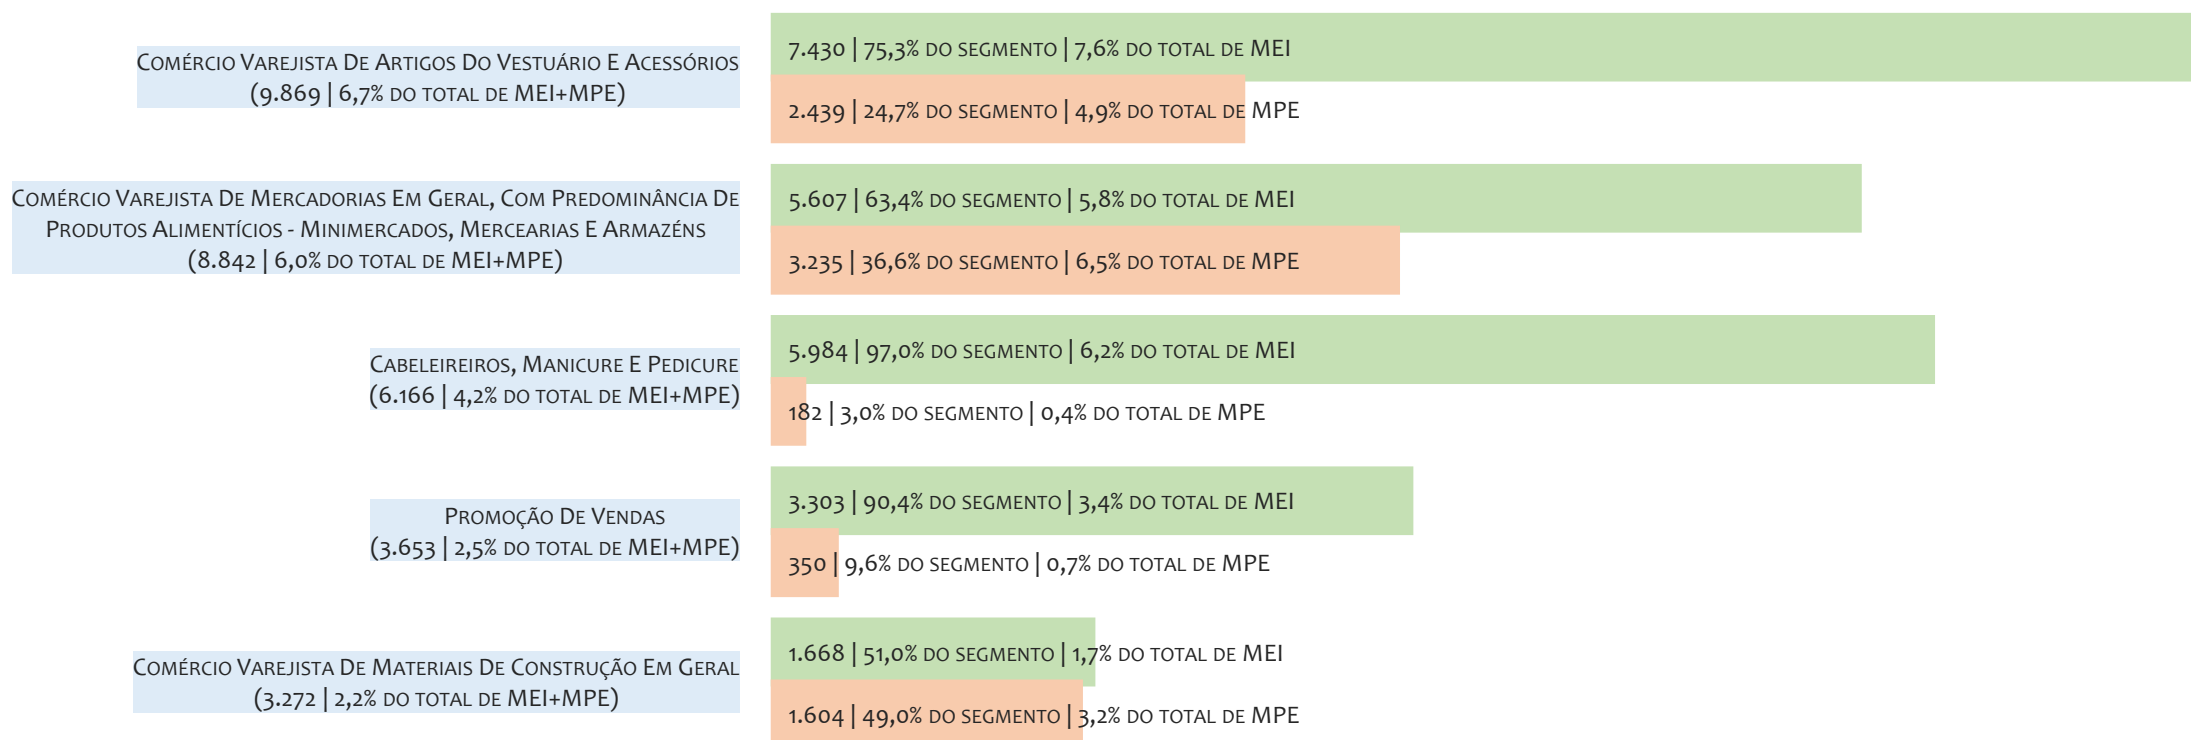 Comércio Varejista De Artigos Do Vestuário E Acessórios
(9.869 | 6,7% do total de MEI+MPE)
7.430 | 75,3% do segmento | 7,6% do total de MEI
2.439 | 24,7% do segmento | 4,9% do total de MPE
Comércio Varejista De Mercadorias Em Geral, Com Predominância De
Produtos Alimentícios - Minimercados, Mercearias E Armazéns
(8.842 | 6,0% do total de MEI+MPE)
5.607 | 63,4% do segmento | 5,8% do total de MEI
3.235 | 36,6% do segmento | 6,5% do total de MPE
Cabeleireiros, Manicure E Pedicure
(6.166 | 4,2% do total de MEI+MPE)
5.984 | 97,0% do segmento | 6,2% do total de MEI
182 | 3,0% do segmento | 0,4% do total de MPE
Promoção De Vendas
(3.653 | 2,5% do total de MEI+MPE)
3.303 | 90,4% do segmento | 3,4% do total de MEI
350 | 9,6% do segmento | 0,7% do total de MPE
Comércio Varejista De Materiais De Construção Em Geral
(3.272 | 2,2% do total de MEI+MPE)
1.668 | 51,0% do segmento | 1,7% do total de MEI
1.604 | 49,0% do segmento | 3,2% do total de MPE